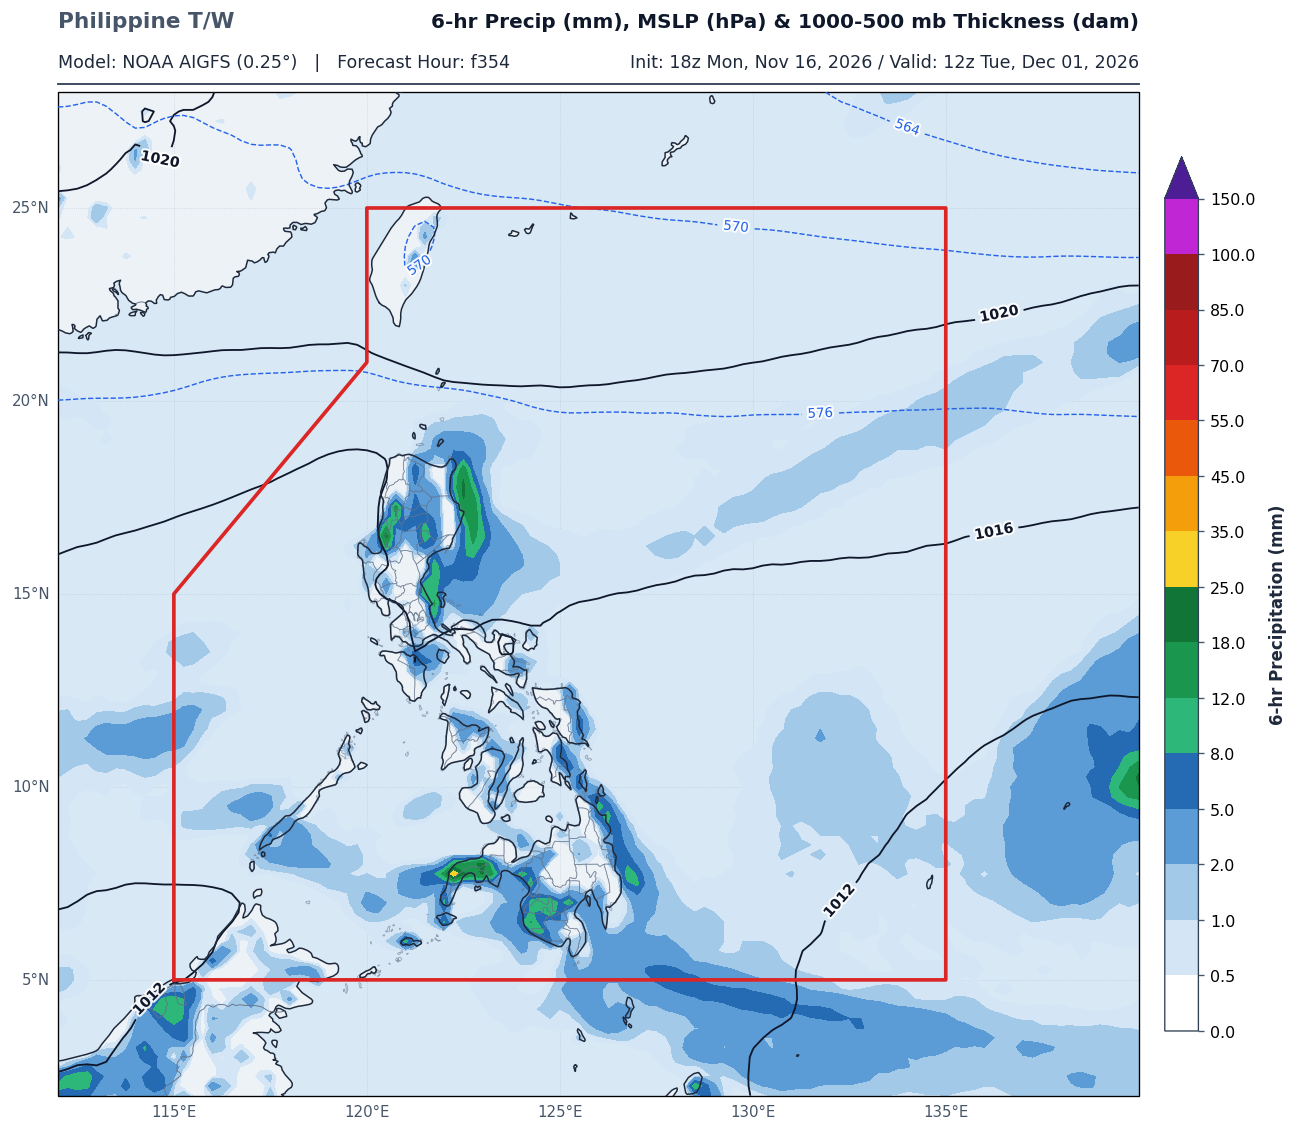 Philippine T/W
6-hr Precip (mm), MSLP (hPa) & 1000-500 mb Thickness (dam)
Model: NOAA AIGFS (0.25°) | Forecast Hour: f354
Init: 18z Mon, Nov 16, 2026 / Valid: 12z Tue, Dec 01, 2026
564
1020
25°N
570
570
1020
20°N
576
1016
15°N
10°N
1012
5°N
1012
115°E
120°E
125°E
130°E
135°E
150.0
100.0
85.0
70.0
55.0
45.0
35.0
25.0
18.0
12.0
8.0
5.0
2.0
1.0
0.5
0.0
6-hr Precipitation (mm)